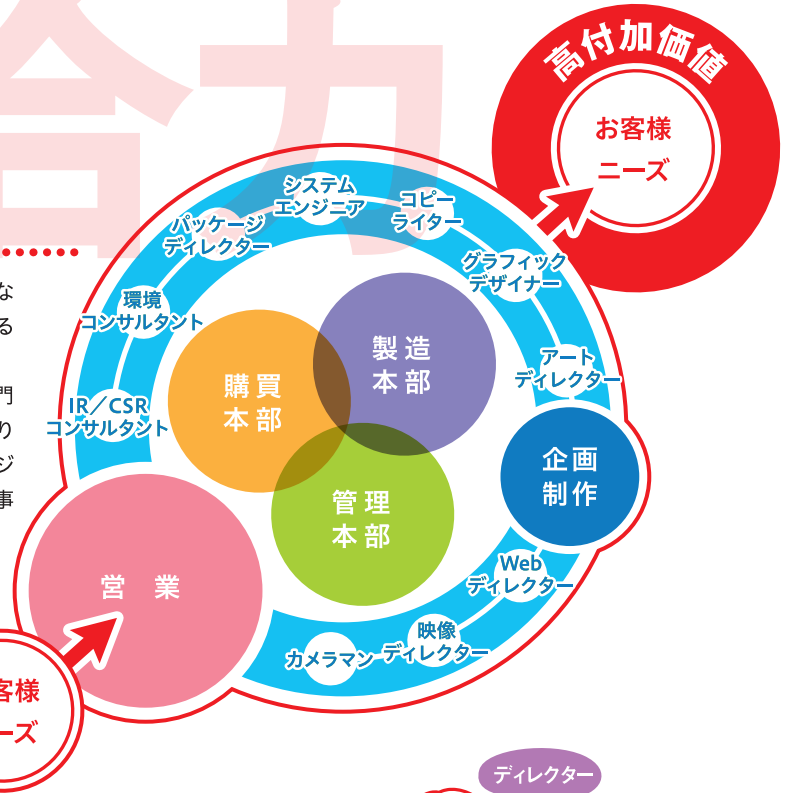 合力
高付加価値
お客様
ニーズ
システム
エンジニア
コピー
ライター
パッケージ
ディレクター
グラフィック
デザイナー
環境
コンサルタント
アート
ディレクター
IR／CSR
コンサルタント
製造
本部
購買
本部
企画
制作
管理
本部
営　業
Web
ディレクター
映像
ディレクター
カメラマン
な
る
門
り
ジ
事
客様
ーズ
ディレクター